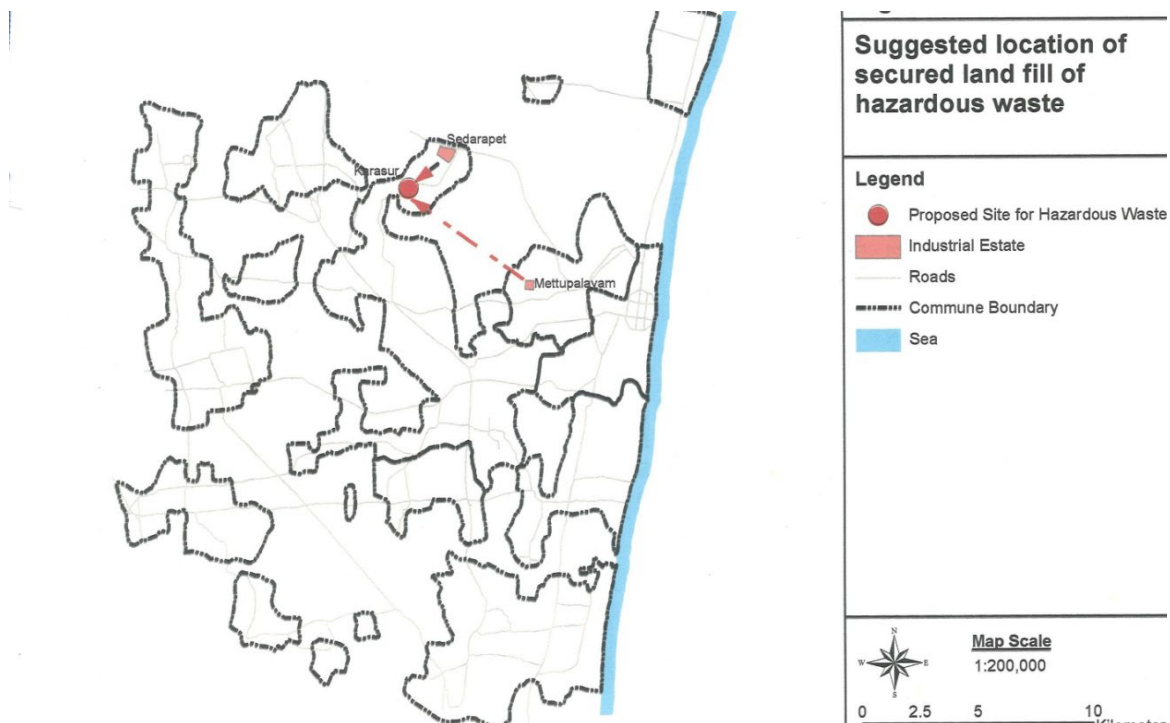 Suggested location of
secured land fill of
hazardous waste
Legend
Proposed Site for Hazardous Waste
Industrial Estate
Roads
Commune Boundary
Sea
Sedarapet
Karasur
Mettupalayam
N
W E
S
Map Scale
1:200,000
0 2.5 5 10